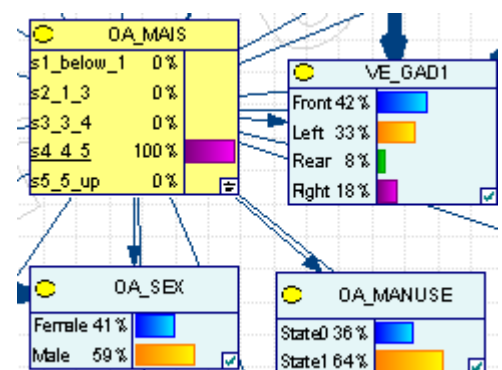 OA_MAIS
s1_below_1 0%
s2_1_3 0%
s3_3_4 0%
s4_4_5 100%
s5_5_up 0%
VE_GAD1
Front 42%
Left 33%
Rear 8%
Right 18%
OA_SEX
Female 41%
Male 59%
OA_MANUSE
State0 36%
State1 64%